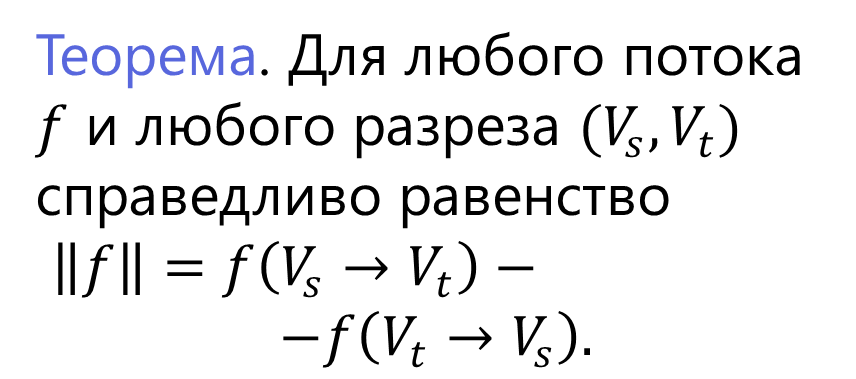 Теорема. Для любого потока
𝑓 и любого разреза (𝑉ₛ, 𝑉ₜ)
справедливо равенство
‖𝑓‖ = 𝑓(𝑉ₛ → 𝑉ₜ) −
−𝑓(𝑉ₜ → 𝑉ₛ).